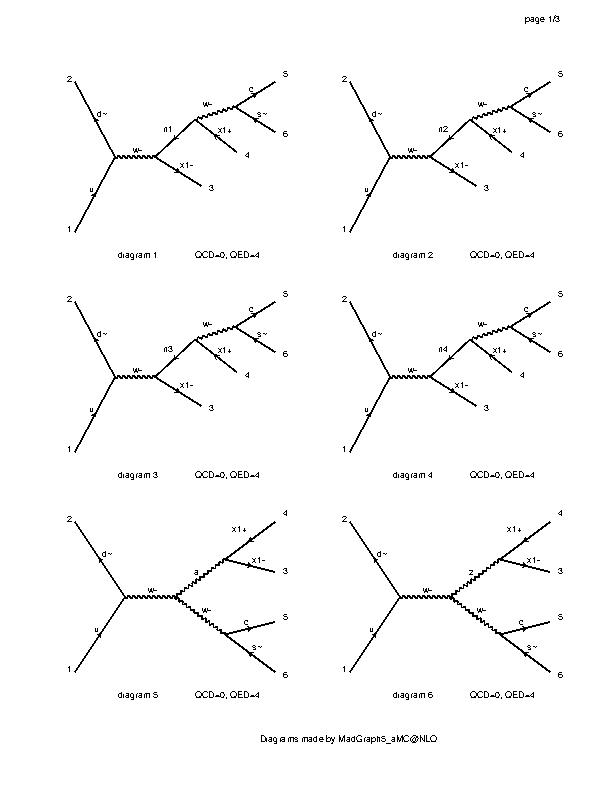 page 1/3
2 d~ u 1 w- n1 x1- 3 x1+ 4 w- c 5 s~ 6
diagram 1 QCD=0, QED=4
2 d~ u 1 w- n2 x1- 3 x1+ 4 w- c 5 s~ 6
diagram 2 QCD=0, QED=4
2 d~ u 1 w- n3 x1- 3 x1+ 4 w- c 5 s~ 6
diagram 3 QCD=0, QED=4
2 d~ u 1 w- n4 x1- 3 x1+ 4 w- c 5 s~ 6
diagram 4 QCD=0, QED=4
2 d~ u 1 w- a x1+ 4 x1- 3 w- c 5 s~ 6
diagram 5 QCD=0, QED=4
2 d~ u 1 w- z x1+ 4 x1- 3 w- c 5 s~ 6
diagram 6 QCD=0, QED=4
Diagrams made by MadGraph5_aMC@NLO